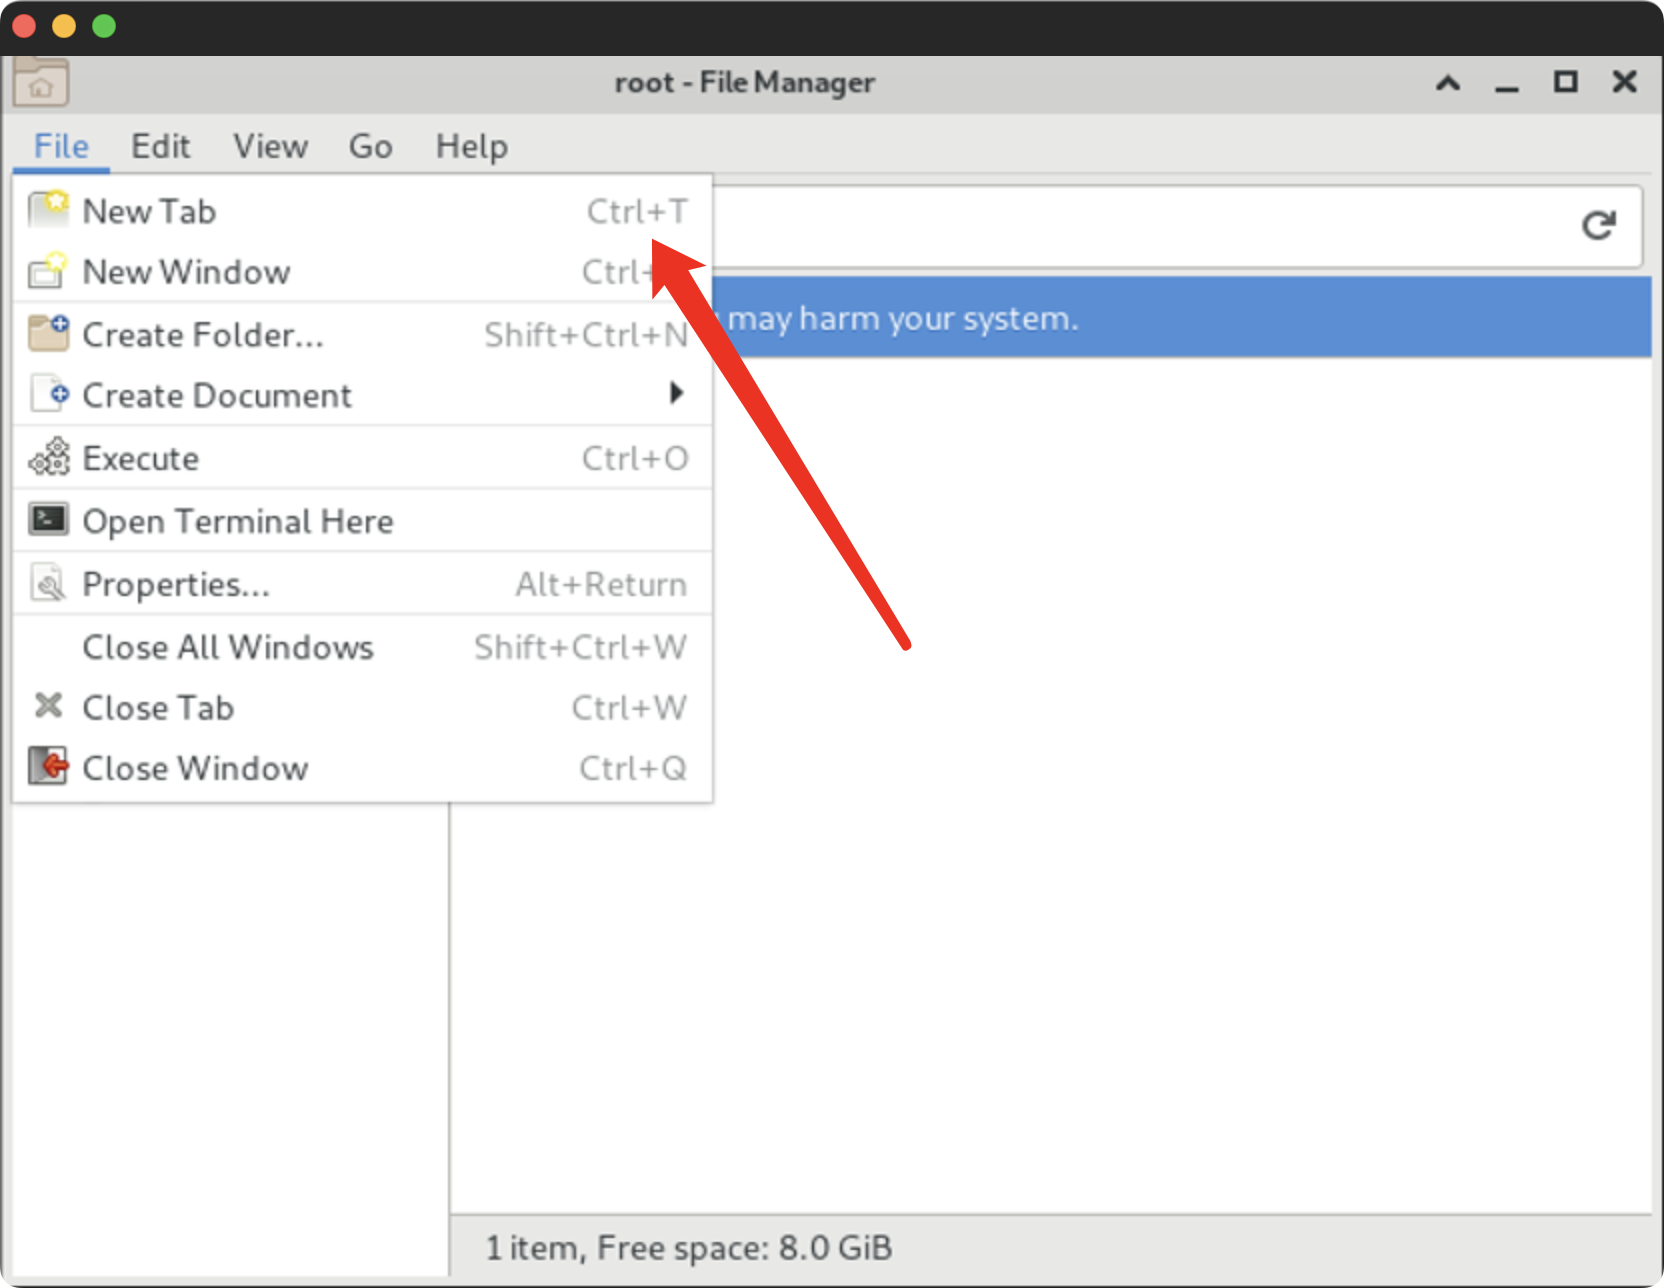 root - File Manager
File Edit View Go Help
New Tab Ctrl+T
New Window Ctrl+
may harm your system.
Create Folder... Shift+Ctrl+N
Create Document
Execute Ctrl+O
Open Terminal Here
Properties... Alt+Return
Close All Windows Shift+Ctrl+W
Close Tab Ctrl+W
Close Window Ctrl+Q
1 item, Free space: 8.0 GiB